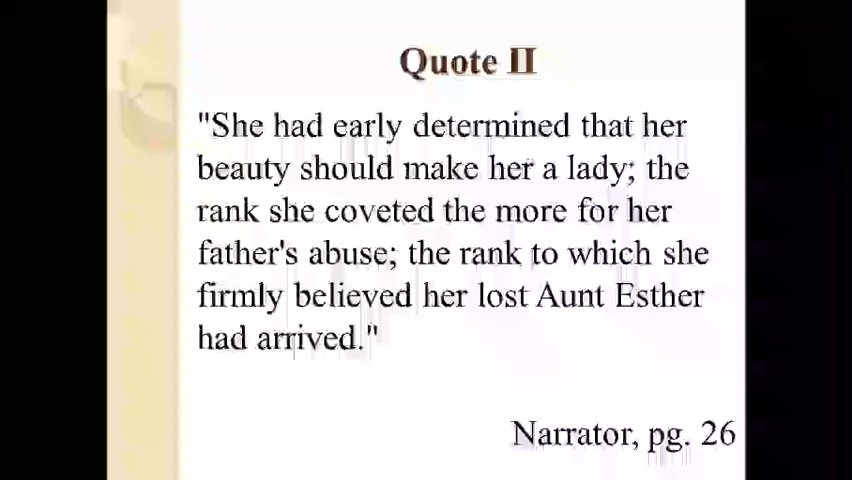 Quote II
"She had early determined that her
beauty should make her a lady; the
rank she coveted the more for her
father's abuse; the rank to which she
firmly believed her lost Aunt Esther
had arrived."
Narrator, pg. 26